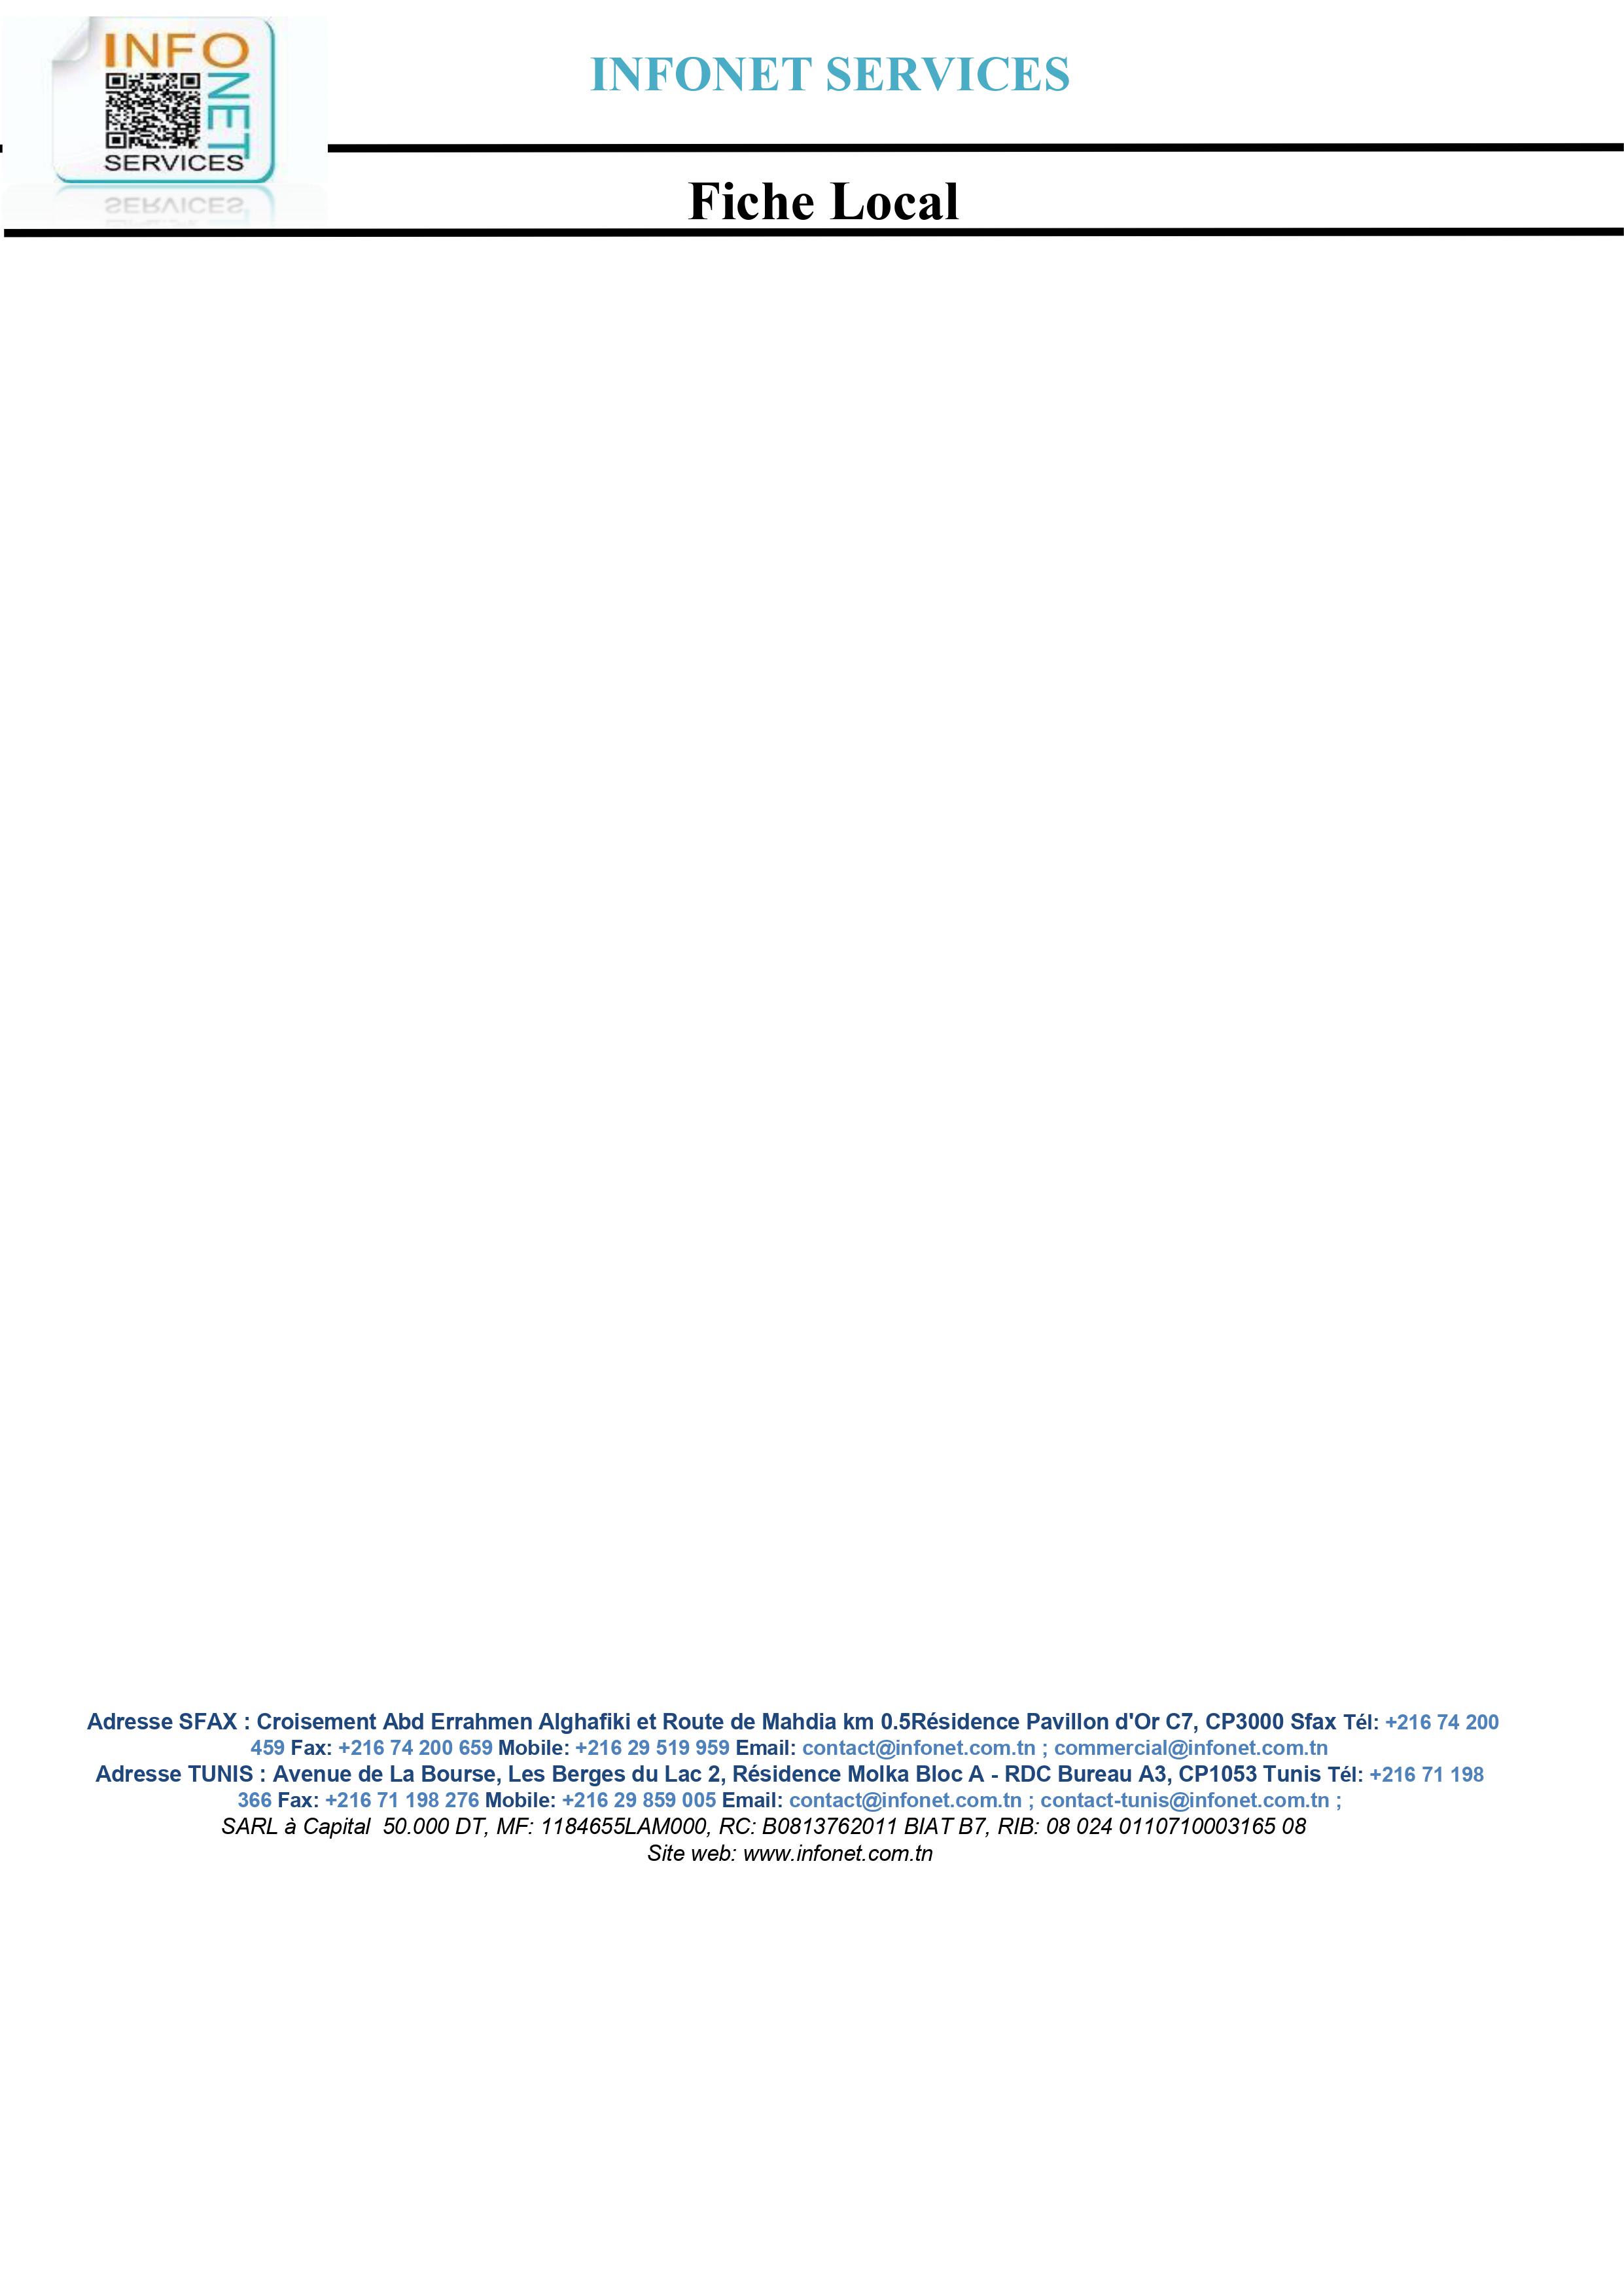 INFO
NET
SERVICES
INFONET SERVICES
Fiche Local
Adresse SFAX : Croisement Abd Errahmen Alghafiki et Route de Mahdia km 0.5Résidence Pavillon d'Or C7, CP3000 Sfax Tél: +216 74 200
459 Fax: +216 74 200 659 Mobile: +216 29 519 959 Email: contact@infonet.com.tn ; commercial@infonet.com.tn
Adresse TUNIS : Avenue de La Bourse, Les Berges du Lac 2, Résidence Molka Bloc A - RDC Bureau A3, CP1053 Tunis Tél: +216 71 198
366 Fax: +216 71 198 276 Mobile: +216 29 859 005 Email: contact@infonet.com.tn ; contact-tunis@infonet.com.tn ;
SARL à Capital  50.000 DT, MF: 1184655LAM000, RC: B0813762011 BIAT B7, RIB: 08 024 0110710003165 08
Site web: www.infonet.com.tn